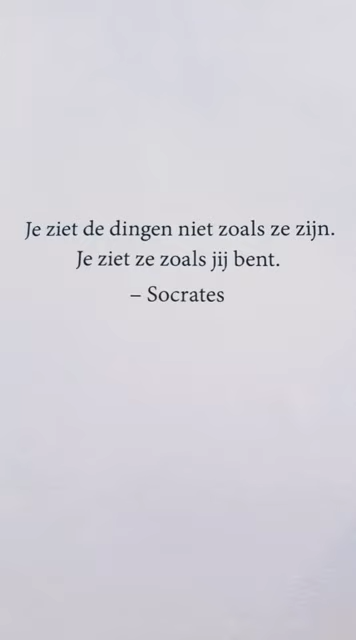 Je ziet de dingen niet zoals ze zijn.
Je ziet ze zoals jij bent.
– Socrates